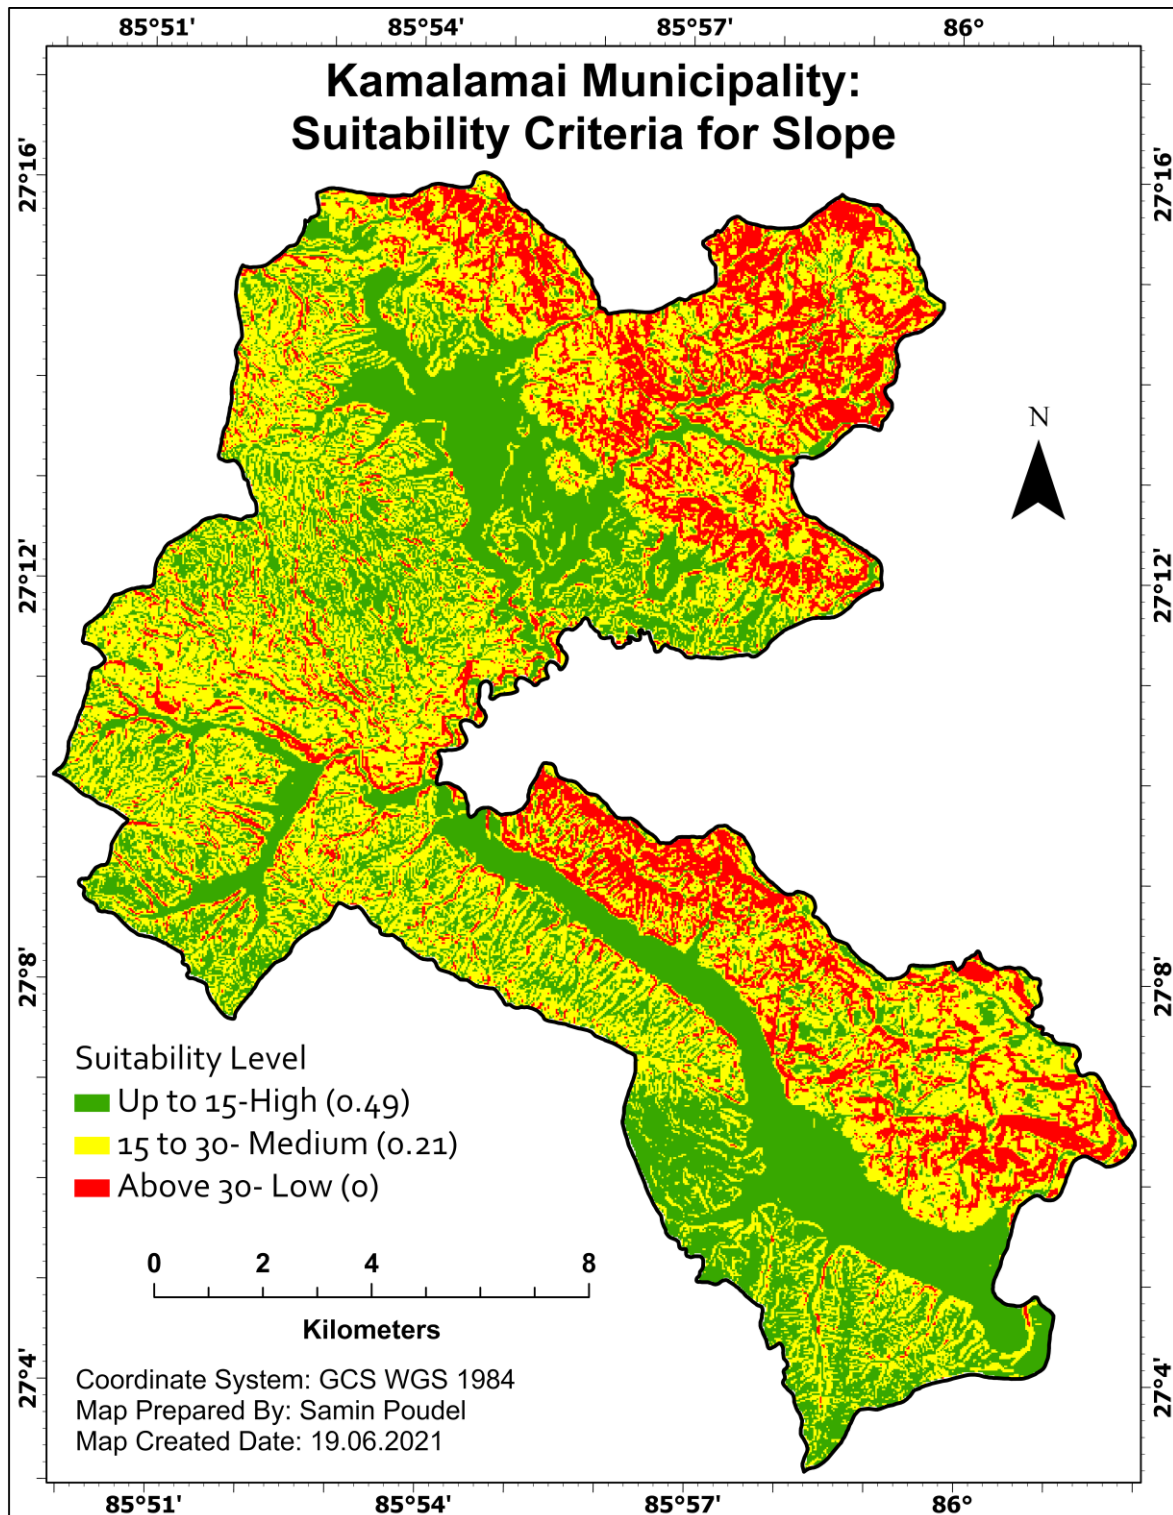 85°51' 85°54' 85°57' 86°
Kamalamai Municipality:
Suitability Criteria for Slope
27°16' 27°16'
N
27°12' 27°12'
27°8' 27°8'
Suitability Level
Up to 15-High (0.49)
15 to 30- Medium (0.21)
Above 30- Low (0)
0 2 4 8
Kilometers
27°4' 27°4'
Coordinate System: GCS WGS 1984
Map Prepared By: Samin Poudel
Map Created Date: 19.06.2021
85°51' 85°54' 85°57' 86°